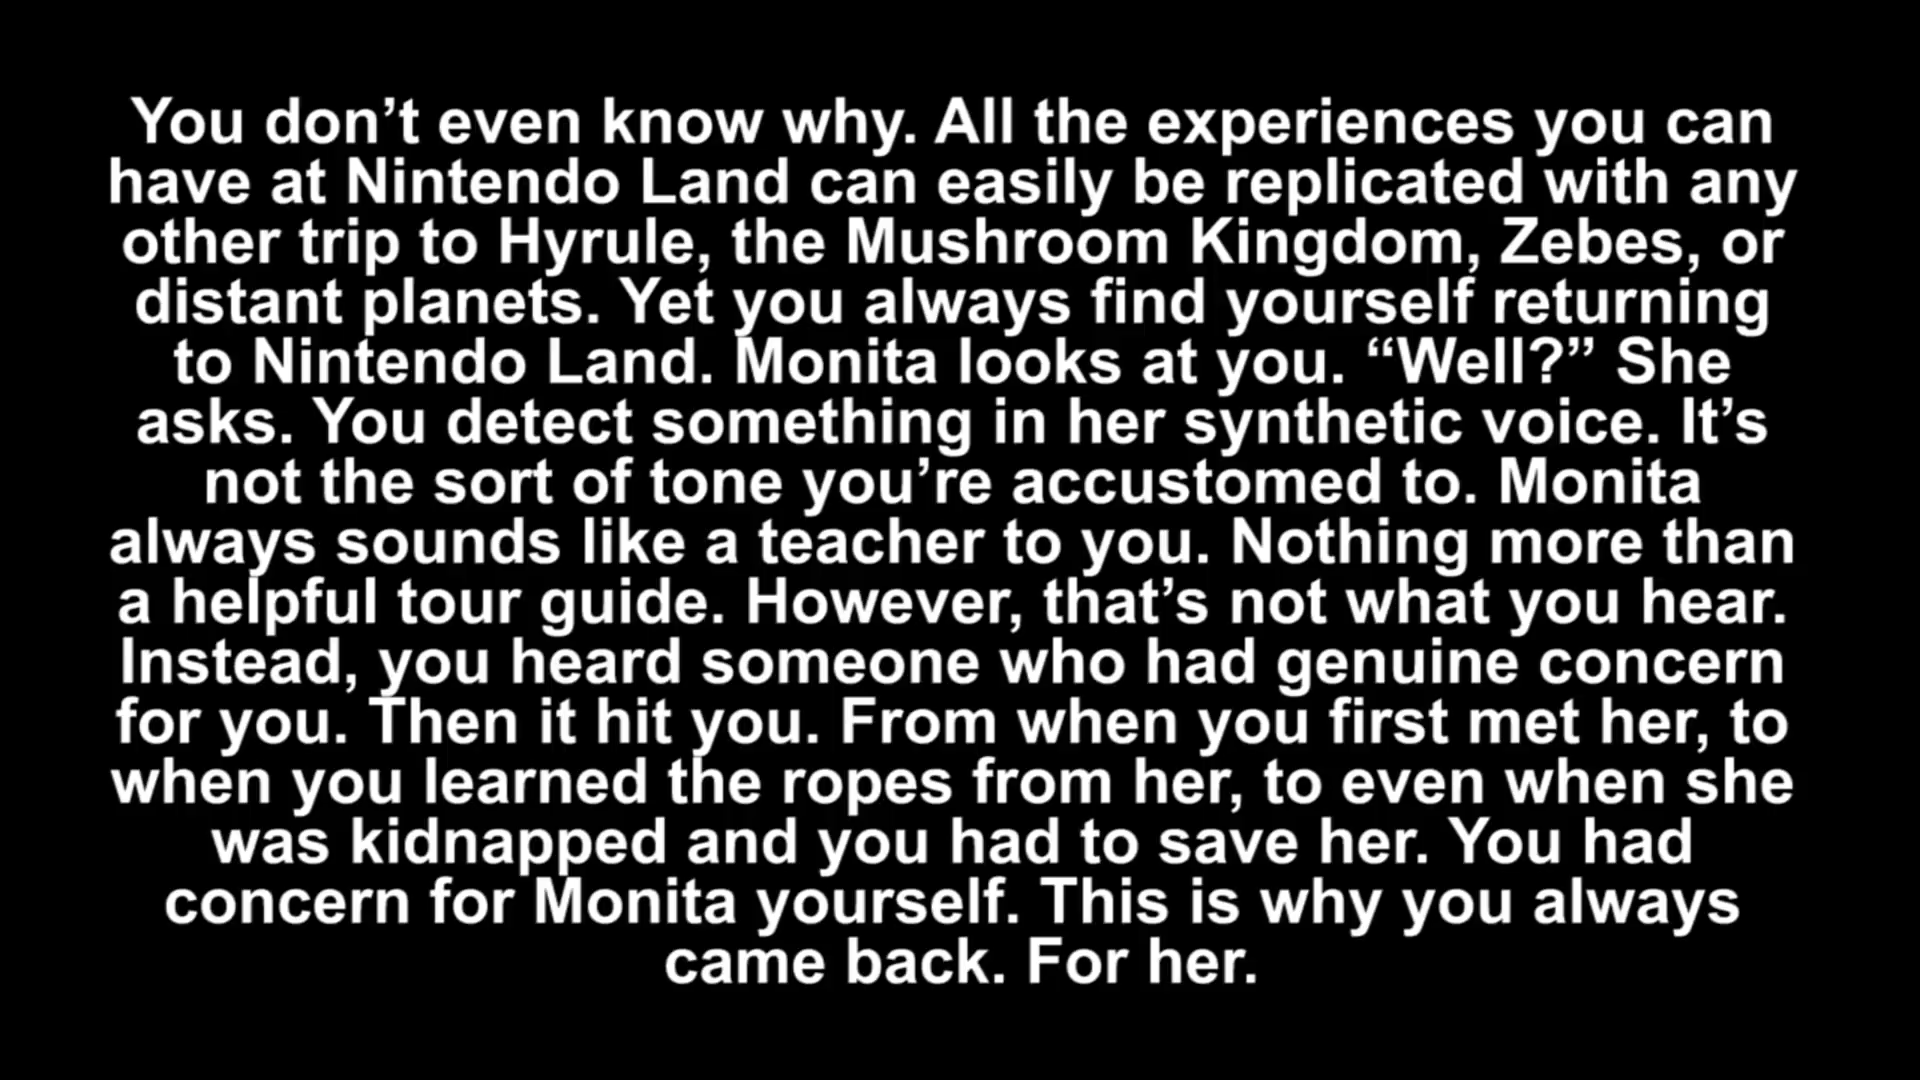 You don’t even know why. All the experiences you can
have at Nintendo Land can easily be replicated with any
other trip to Hyrule, the Mushroom Kingdom, Zebes, or
distant planets. Yet you always find yourself returning
to Nintendo Land. Monita looks at you. “Well?” She
asks. You detect something in her synthetic voice. It’s
not the sort of tone you’re accustomed to. Monita
always sounds like a teacher to you. Nothing more than
a helpful tour guide. However, that’s not what you hear.
Instead, you heard someone who had genuine concern
for you. Then it hit you. From when you first met her, to
when you learned the ropes from her, to even when she
was kidnapped and you had to save her. You had
concern for Monita yourself. This is why you always
came back. For her.